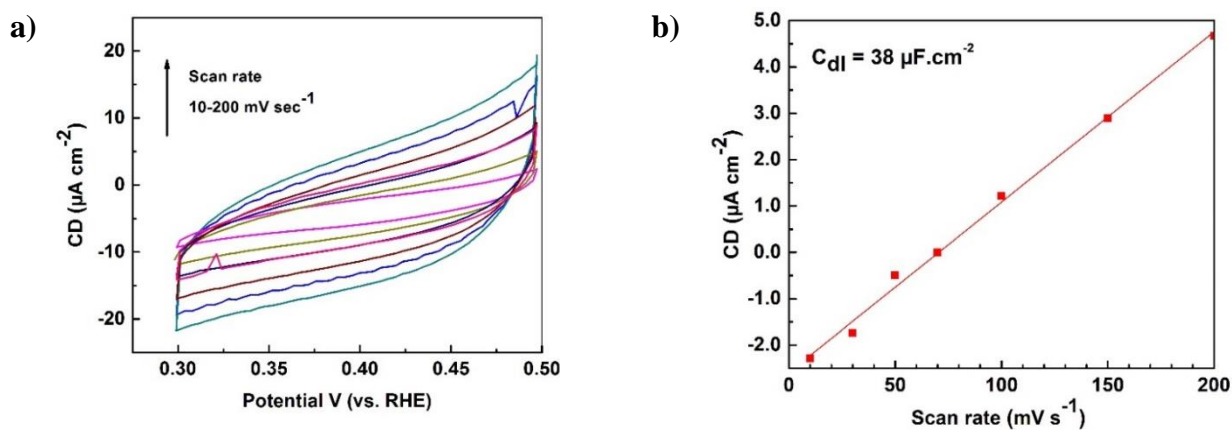 a)
Scan rate
10-200 mV sec⁻¹
CD (µA cm⁻²)
20
10
0
-10
-20
0.30 0.35 0.40 0.45 0.50
Potential V (vs. RHE)
b)
C_dl = 38 µF.cm⁻²
CD (µA cm⁻²)
5.0
4.0
3.0
2.0
1.0
0.0
-1.0
-2.0
0 50 100 150 200
Scan rate (mV s⁻¹)